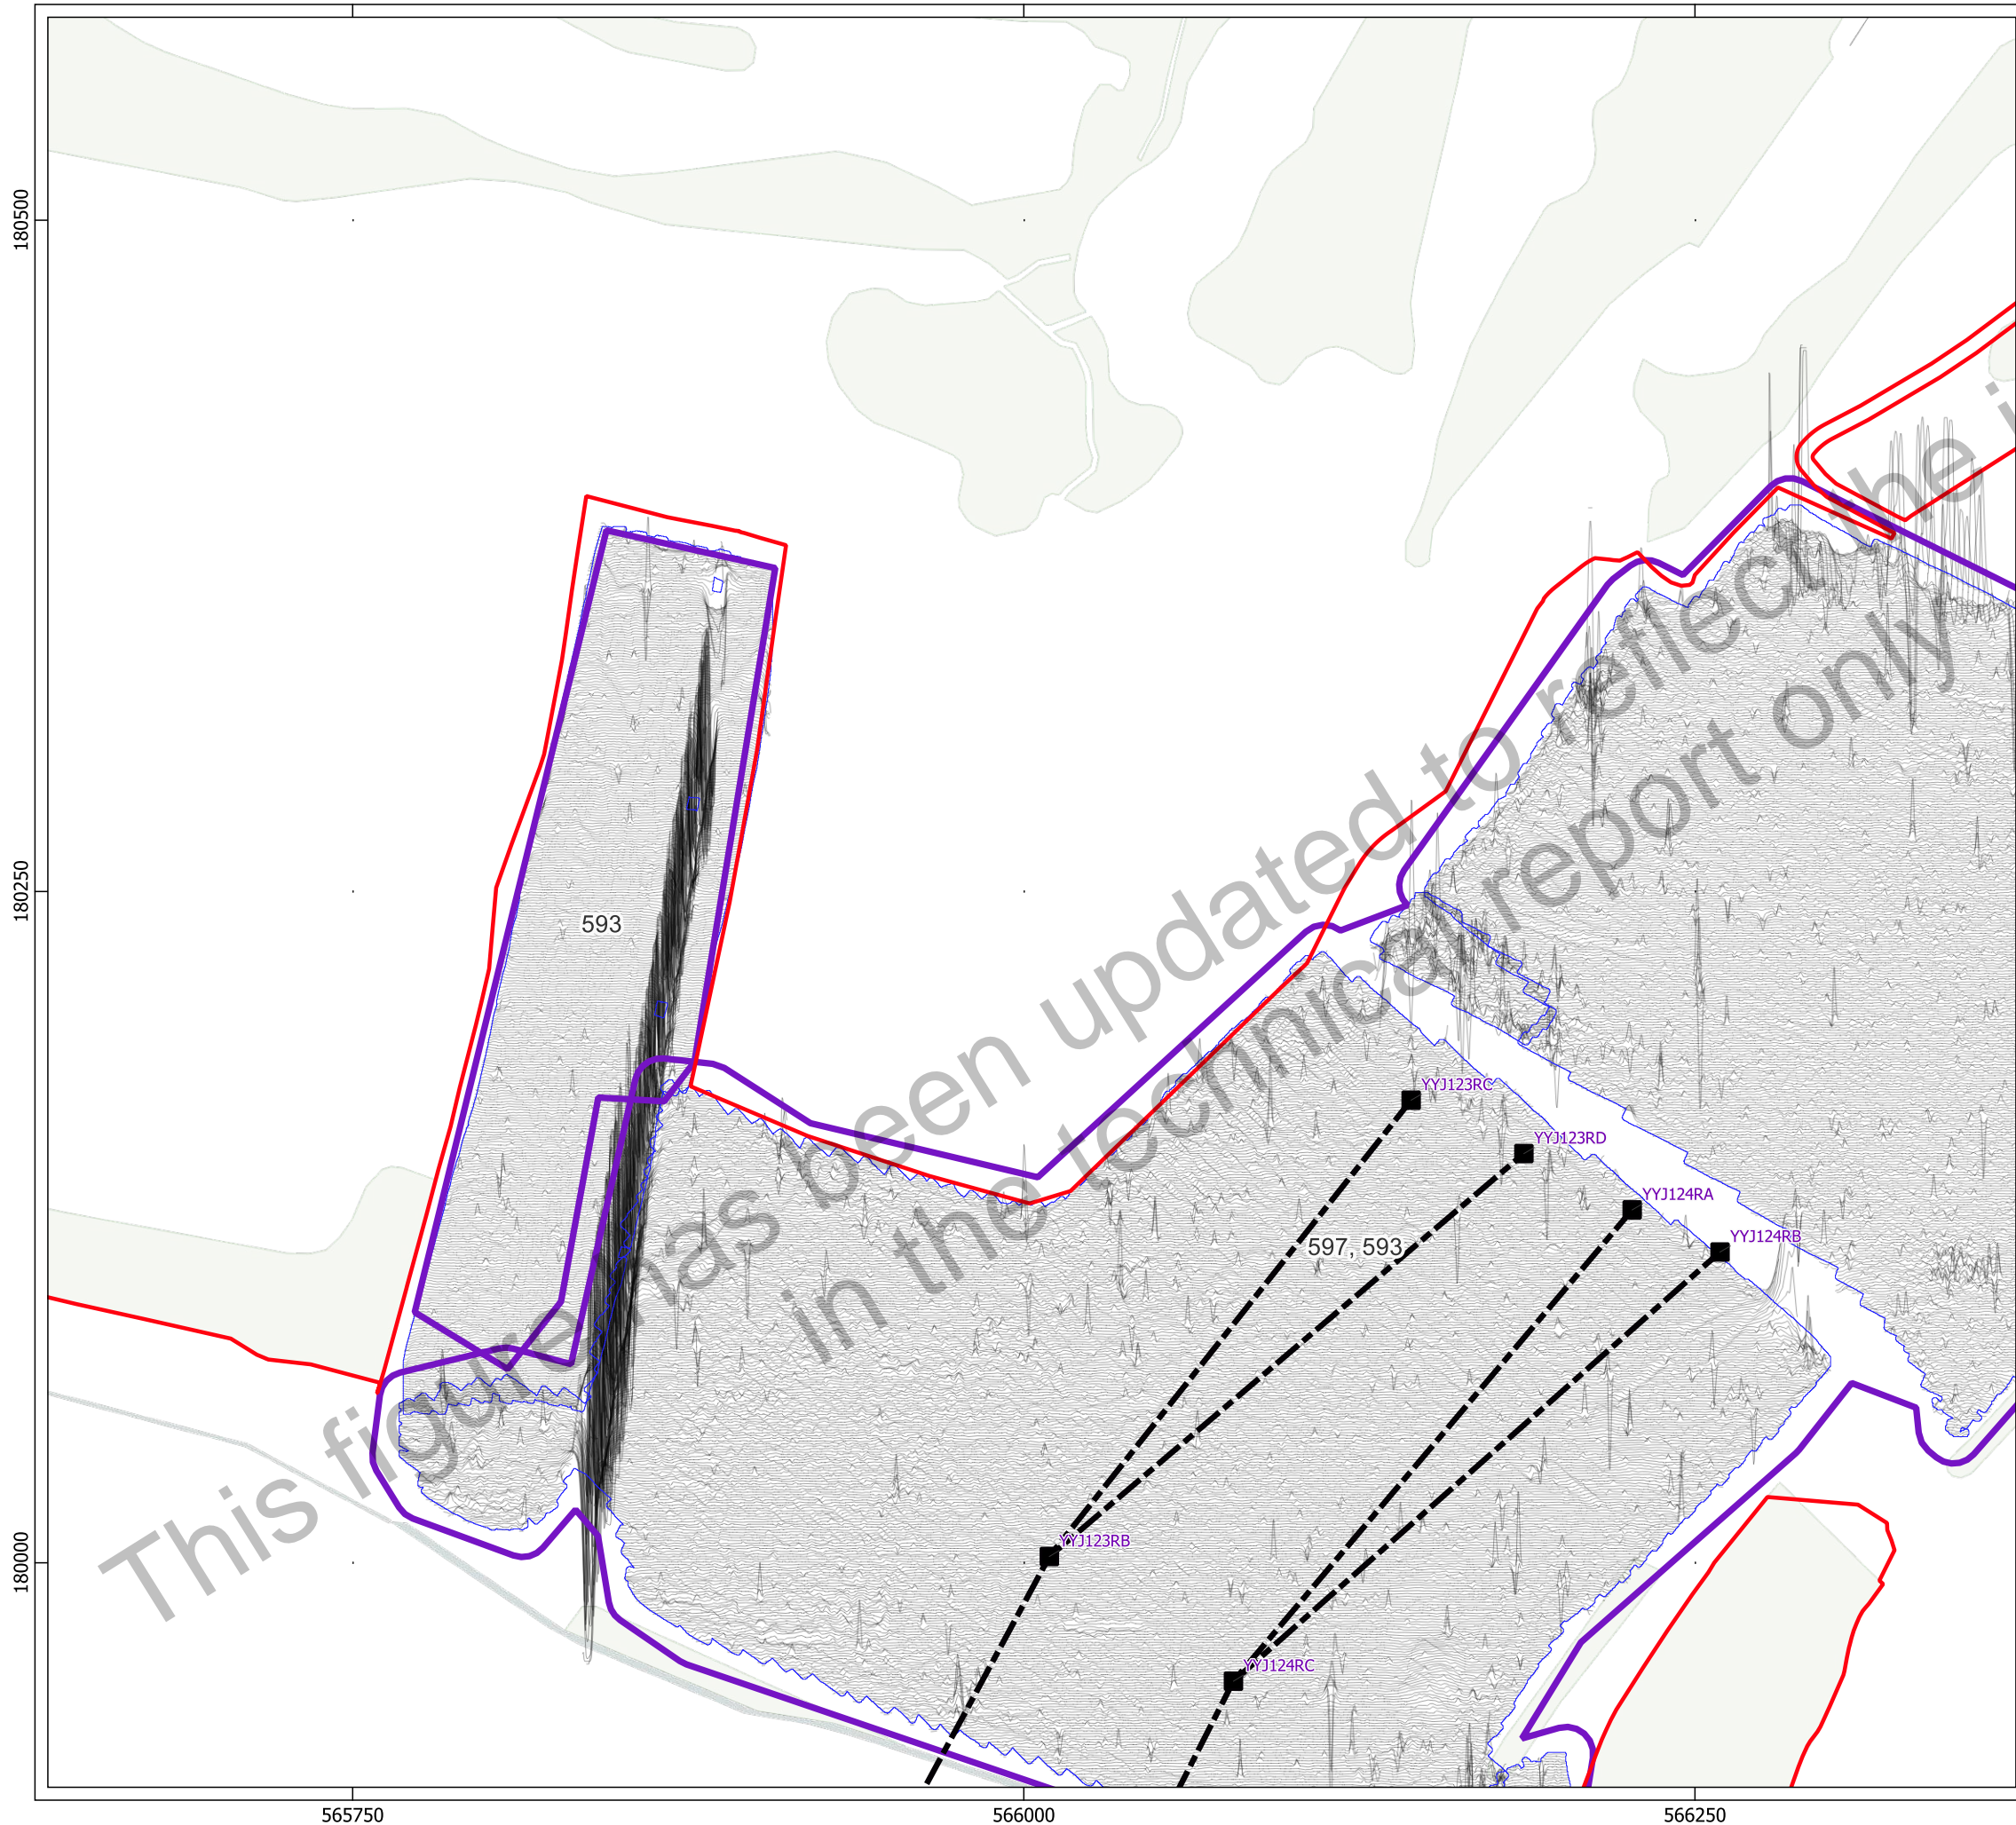 180500
180250
180000
565750
566000
566250
593
597, 593
YYJ123RC
YYJ123RD
YYJ124RA
YYJ124RB
YYJ123RB
YYJ124RC
This figure has been updated to reflect the i
in the technical report only